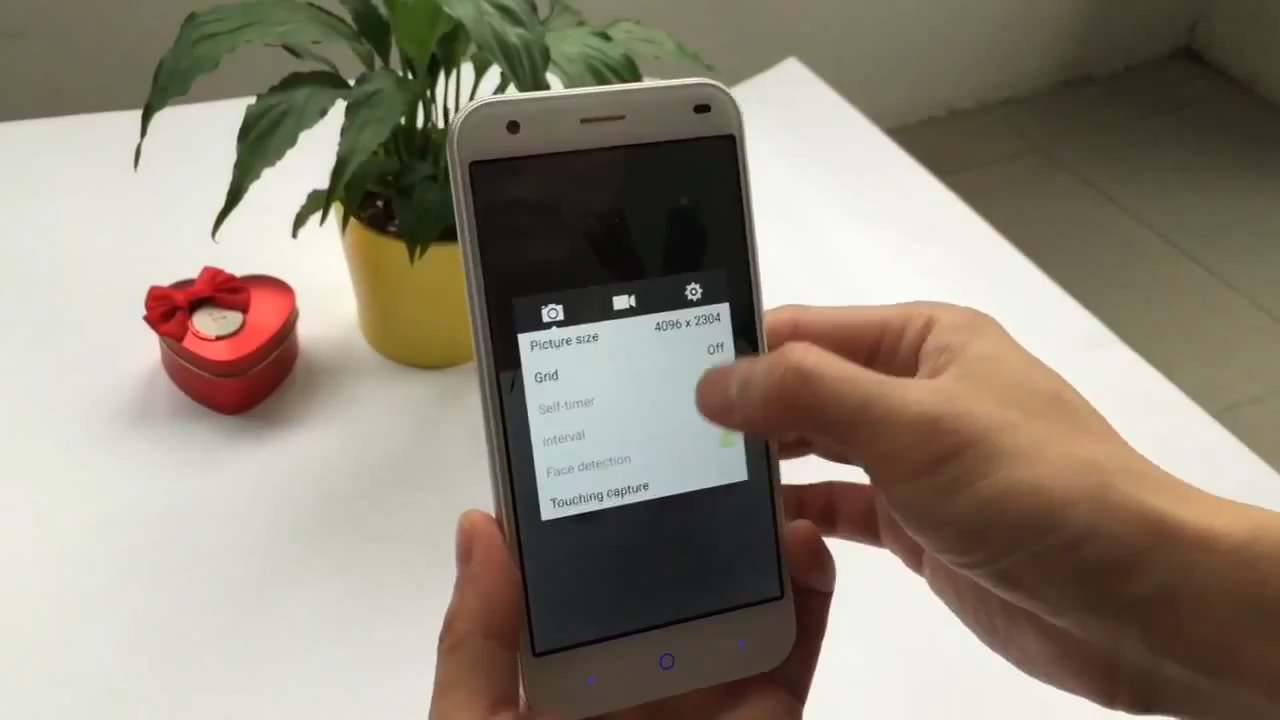 Picture size 4096 x 2304
Grid Off
Self-timer
interval
Face detection
Touching capture